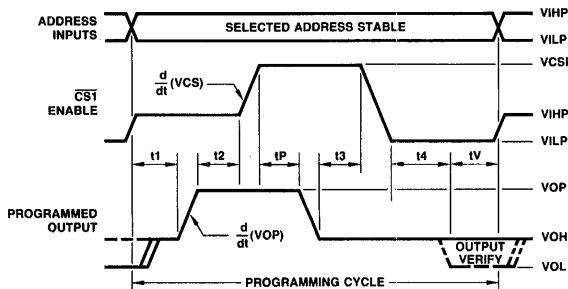 ADDRESS INPUTS
SELECTED ADDRESS STABLE
VIHP
VILP
CS1 ENABLE
d/dt (VCS)
VCSP
VIHP
VILP
t1
t2
tP
t3
t4
tV
PROGRAMMED OUTPUT
d/dt (VOP)
VOP
VOH
OUTPUT VERIFY
VOL
PROGRAMMING CYCLE